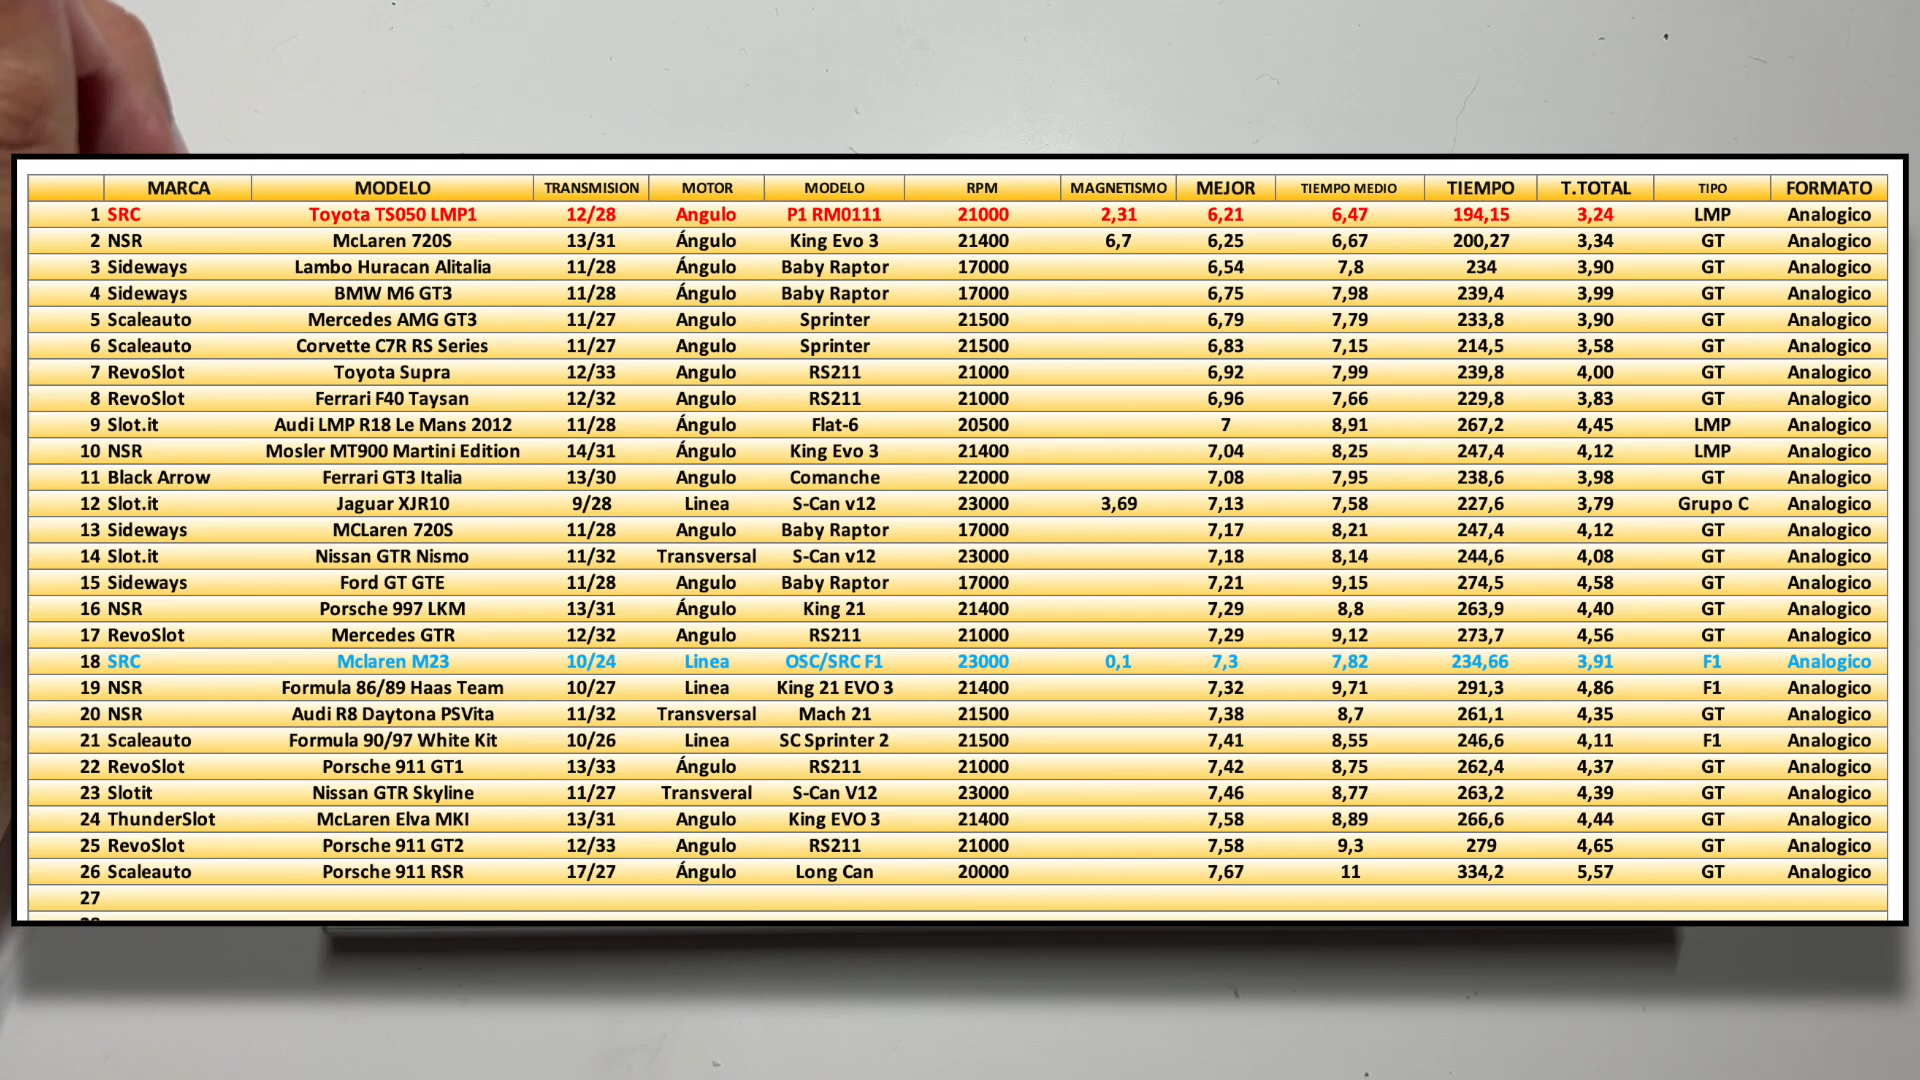 MARCA MODELO TRANSMISION MOTOR MODELO RPM MAGNETISMO MEJOR TIEMPO MEDIO TIEMPO T.TOTAL TIPO FORMATO
1 SRC Toyota TS050 LMP1 12/28 Angulo P1 RM0111 21000 2,31 6,21 6,47 194,15 3,24 LMP Analogico
2 NSR McLaren 720S 13/31 Ángulo King Evo 3 21400 6,7 6,25 6,67 200,27 3,34 GT Analogico
3 Sideways Lambo Huracan Alitalia 11/28 Ángulo Baby Raptor 17000 6,54 7,8 234 3,90 GT Analogico
4 Sideways BMW M6 GT3 11/28 Ángulo Baby Raptor 17000 6,75 7,98 239,4 3,99 GT Analogico
5 Scaleauto Mercedes AMG GT3 11/27 Angulo Sprinter 21500 6,79 7,79 233,8 3,90 GT Analogico
6 Scaleauto Corvette C7R RS Series 11/27 Angulo Sprinter 21500 6,83 7,15 214,5 3,58 GT Analogico
7 RevoSlot Toyota Supra 12/33 Angulo RS211 21000 6,92 7,99 239,8 4,00 GT Analogico
8 RevoSlot Ferrari F40 Taysan 12/32 Angulo RS211 21000 6,96 7,66 229,8 3,83 GT Analogico
9 Slot.it Audi LMP R18 Le Mans 2012 11/28 Ángulo Flat-6 20500 7 8,91 267,2 4,45 LMP Analogico
10 NSR Mosler MT900 Martini Edition 14/31 Ángulo King Evo 3 21400 7,04 8,25 247,4 4,12 LMP Analogico
11 Black Arrow Ferrari GT3 Italia 13/30 Angulo Comanche 22000 7,08 7,95 238,6 3,98 GT Analogico
12 Slot.it Jaguar XJR10 9/28 Linea S-Can v12 23000 3,69 7,13 7,58 227,6 3,79 Grupo C Analogico
13 Sideways MCLaren 720S 11/28 Angulo Baby Raptor 17000 7,17 8,21 247,4 4,12 GT Analogico
14 Slot.it Nissan GTR Nismo 11/32 Transversal S-Can v12 23000 7,18 8,14 244,6 4,08 GT Analogico
15 Sideways Ford GT GTE 11/28 Angulo Baby Raptor 17000 7,21 9,15 274,5 4,58 GT Analogico
16 NSR Porsche 997 LKM 13/31 Ángulo King 21 21400 7,29 8,8 263,9 4,40 GT Analogico
17 RevoSlot Mercedes GTR 12/32 Angulo RS211 21000 7,29 9,12 273,7 4,56 GT Analogico
18 SRC Mclaren M23 10/24 Linea OSC/SRC F1 23000 0,1 7,3 7,82 234,66 3,91 F1 Analogico
19 NSR Formula 86/89 Haas Team 10/27 Linea King 21 EVO 3 21400 7,32 9,71 291,3 4,86 F1 Analogico
20 NSR Audi R8 Daytona PSVita 11/32 Transversal Mach 21 21500 7,38 8,7 261,1 4,35 GT Analogico
21 Scaleauto Formula 90/97 White Kit 10/26 Linea SC Sprinter 2 21500 7,41 8,55 246,6 4,11 F1 Analogico
22 RevoSlot Porsche 911 GT1 13/33 Ángulo RS211 21000 7,42 8,75 262,4 4,37 GT Analogico
23 Slotit Nissan GTR Skyline 11/27 Transveral S-Can V12 23000 7,46 8,77 263,2 4,39 GT Analogico
24 ThunderSlot McLaren Elva MKI 13/31 Angulo King EVO 3 21400 7,58 8,89 266,6 4,44 GT Analogico
25 RevoSlot Porsche 911 GT2 12/33 Angulo RS211 21000 7,58 9,3 279 4,65 GT Analogico
26 Scaleauto Porsche 911 RSR 17/27 Ángulo Long Can 20000 7,67 11 334,2 5,57 GT Analogico
27